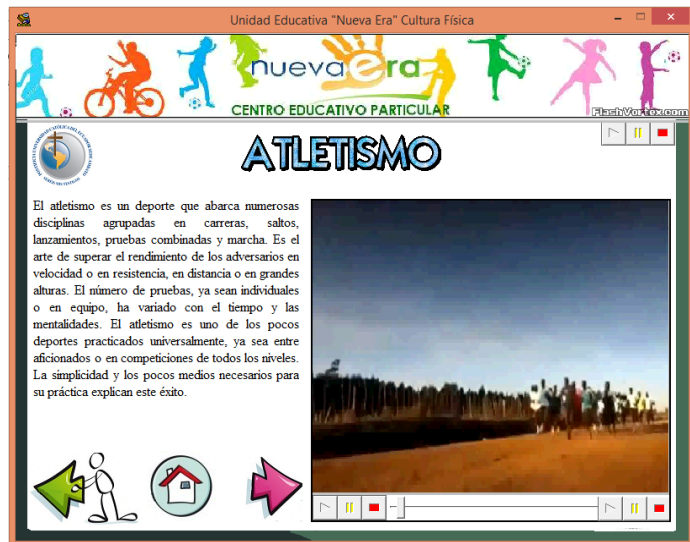 Unidad Educativa "Nueva Era" Cultura Física
nueva era
CENTRO EDUCATIVO PARTICULAR
FlashVortex.com
ATLETISMO
El atletismo es un deporte que abarca numerosas
disciplinas agrupadas en carreras, saltos,
lanzamientos, pruebas combinadas y marcha. Es el
arte de superar el rendimiento de los adversarios en
velocidad o en resistencia, en distancia o en grandes
alturas. El número de pruebas, ya sean individuales
o en equipo, ha variado con el tiempo y las
mentalidades. El atletismo es uno de los pocos
deportes practicados universalmente, ya sea entre
aficionados o en competiciones de todos los niveles.
La simplicidad y los pocos medios necesarios para
su práctica explican este éxito.